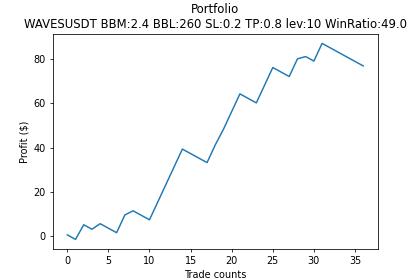 Portfolio
WAVESUSDT BBM:2.4 BBL:260 SL:0.2 TP:0.8 lev:10 WinRatio:49.0
80
60
40
20
0
Profit ($)
0 5 10 15 20 25 30 35
Trade counts